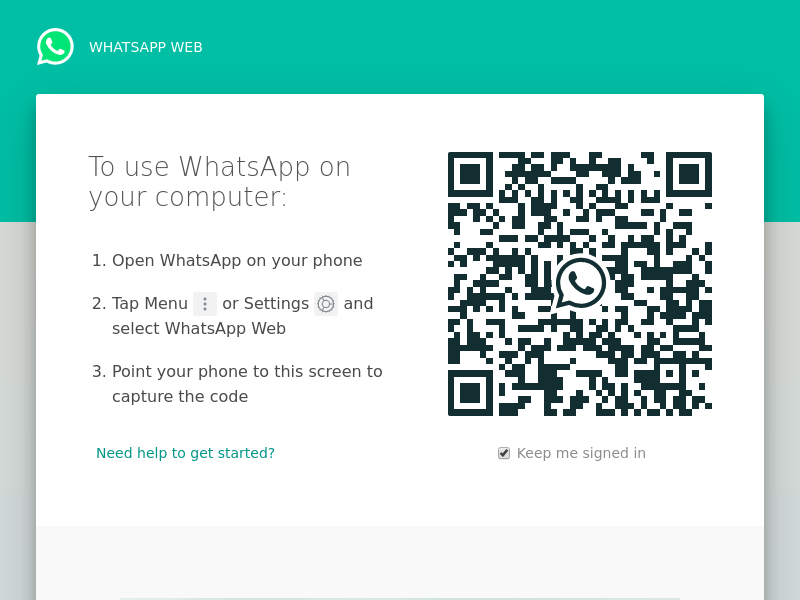 WHATSAPP WEB
To use WhatsApp on
your computer:
1. Open WhatsApp on your phone
2. Tap Menu or Settings and
select WhatsApp Web
3. Point your phone to this screen to
capture the code
Need help to get started?
Keep me signed in